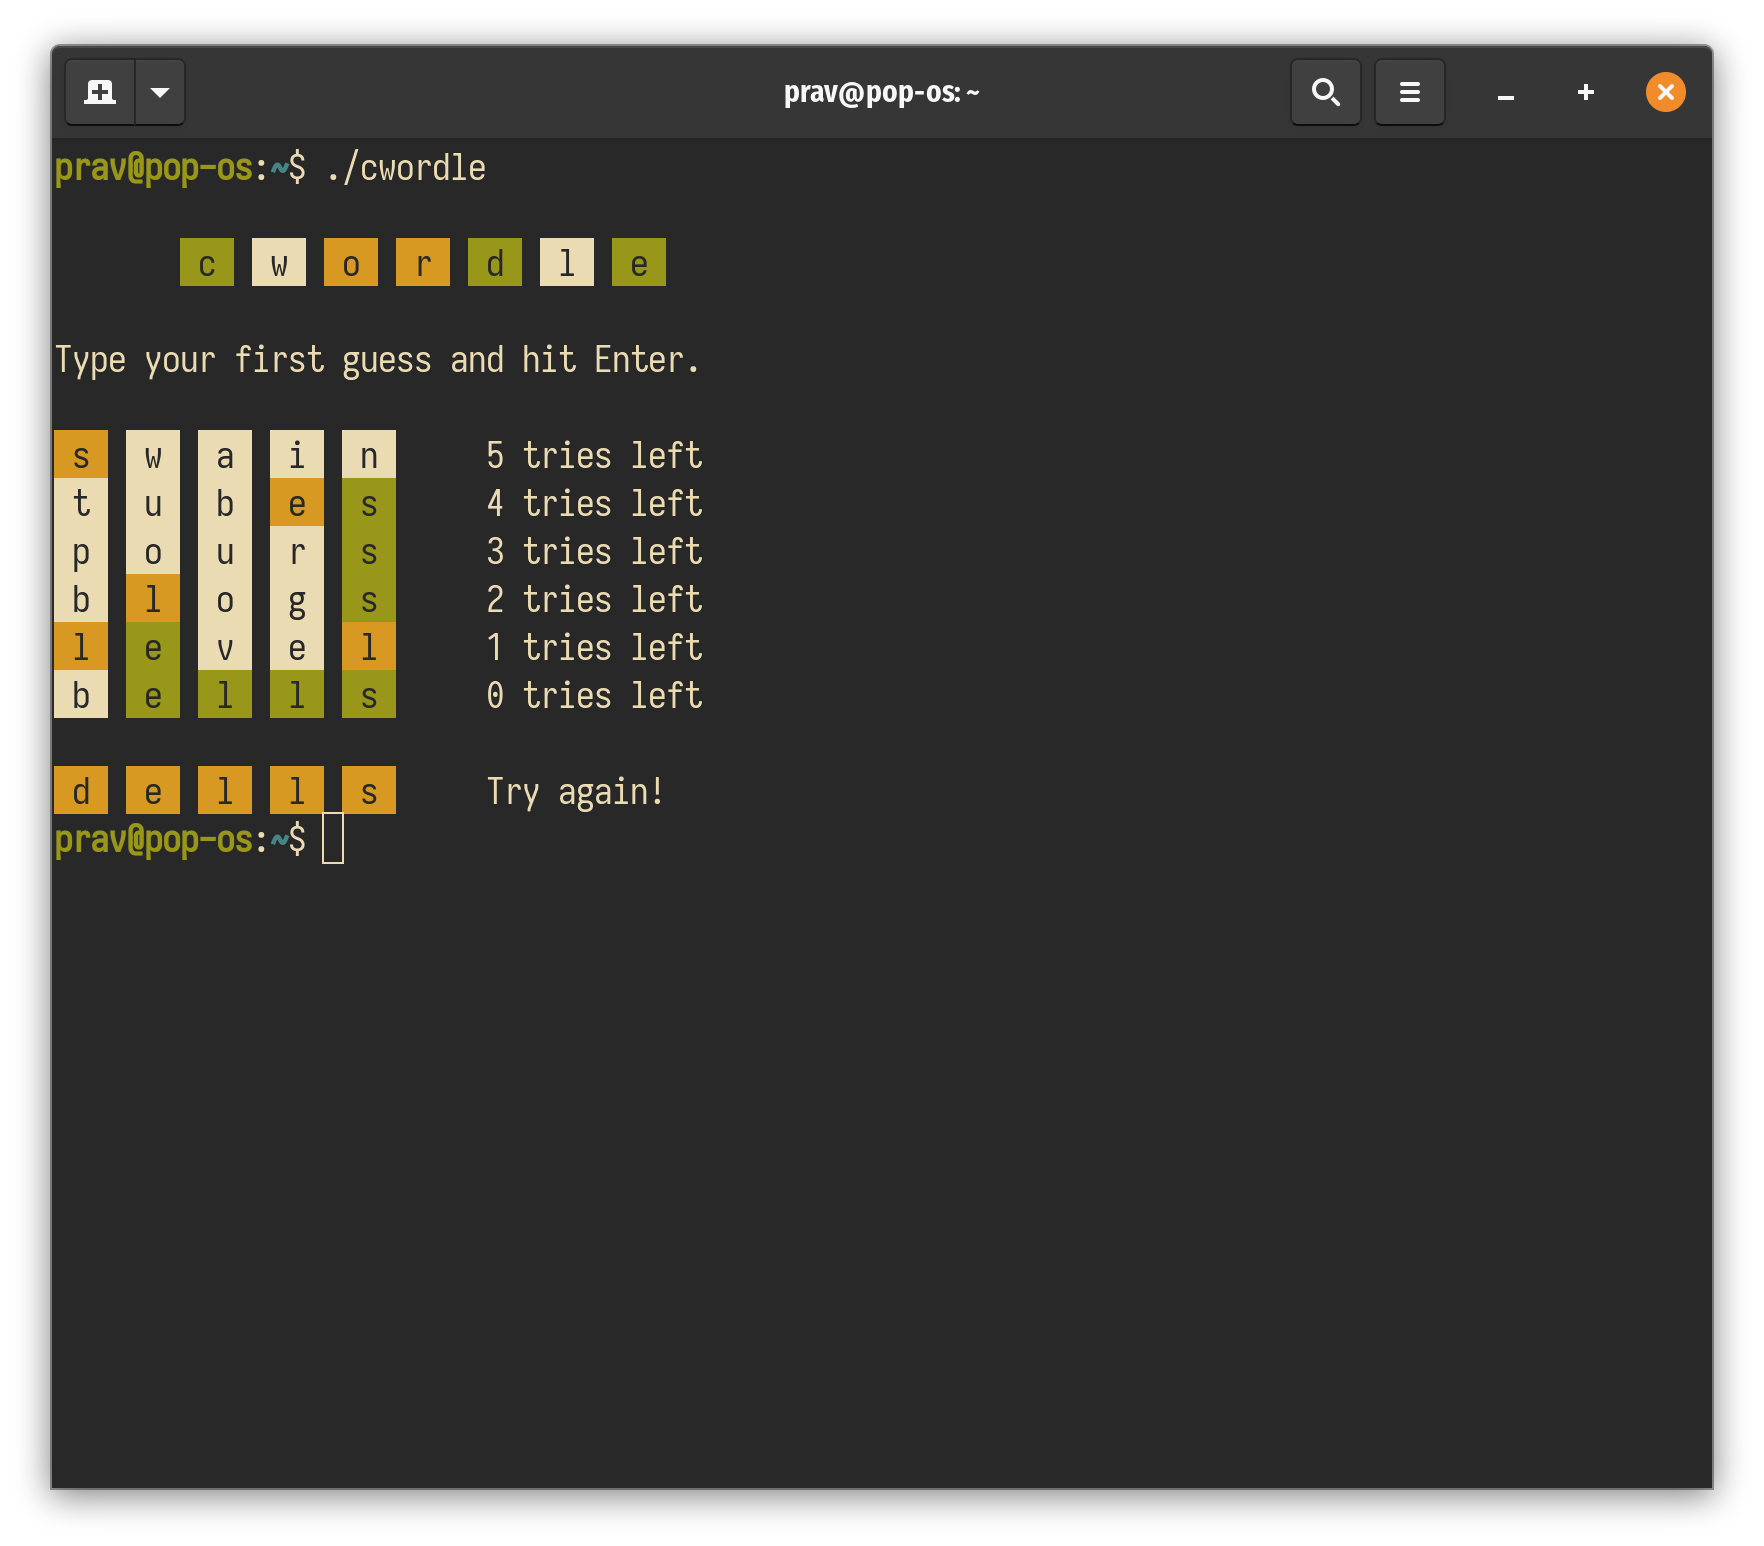 prav@pop-os: ~
prav@pop-os:~$ ./cwordle
c w o r d l e
Type your first guess and hit Enter.
s w a i n 5 tries left
t u b e s 4 tries left
p o u r s 3 tries left
b l o g s 2 tries left
l e v e l 1 tries left
b e l l s 0 tries left
d e l l s Try again!
prav@pop-os:~$